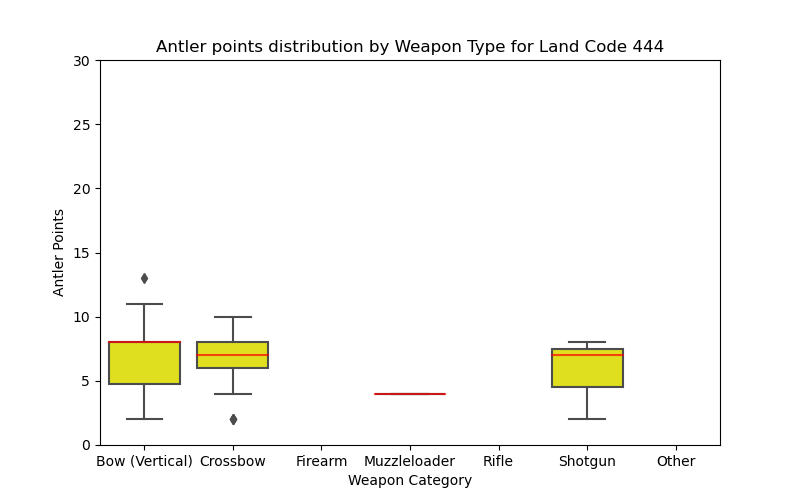 Antler points distribution by Weapon Type for Land Code 444
30
25
20
15
10
5
0
Antler Points
Bow (Vertical) Crossbow Firearm Muzzleloader Rifle Shotgun Other
Weapon Category